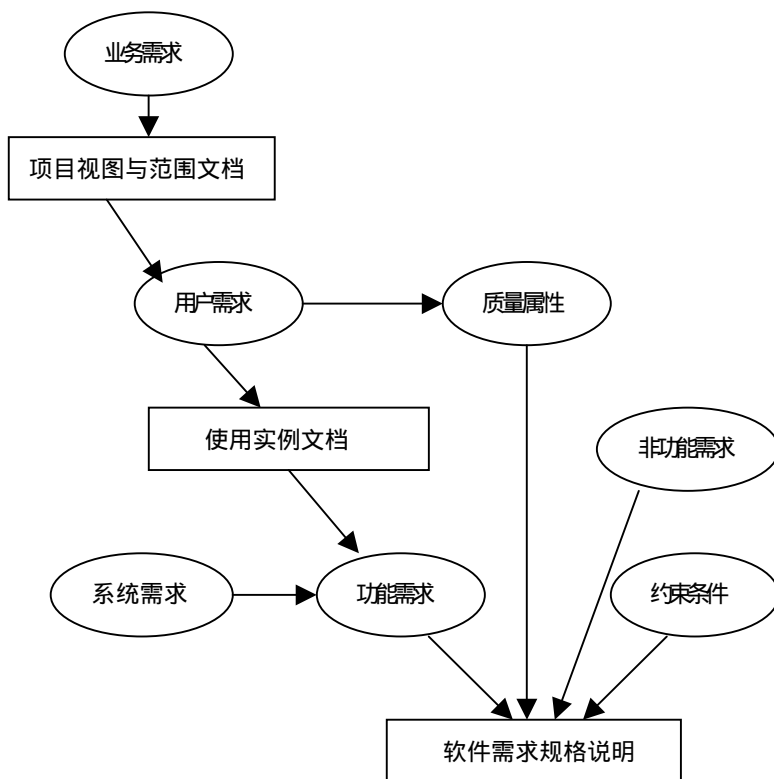 业务需求
项目视图与范围文档
用户需求
质量属性
使用实例文档
非功能需求
系统需求
功能需求
约束条件
软件需求规格说明